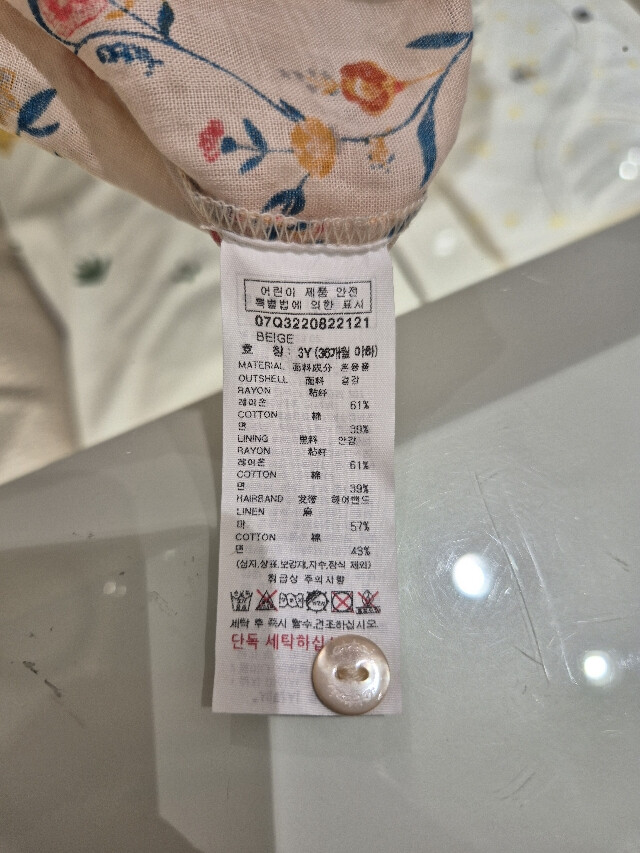 어린이 제품 안전
특별법에 의한 표시
07Q3220822121
BEIGE
호 칭 : 3Y (36개월 이하)
MATERIAL 面料成分 혼용률
OUTSHELL 面料 겉감
RAYON 粘纤
레이온 61%
COTTON 棉
면 39%
LINING 里料 안감
RAYON 粘纤
레이온 61%
COTTON 棉
면 39%
HAIRBAND 发带 헤어밴드
LINEN 麻
마 57%
COTTON 棉
면 43%
(심지,상표,보강재,자수,장식 제외)
취급상 주의사항
세탁 후 즉시 탈수,건조하십시오.
단독 세탁하십